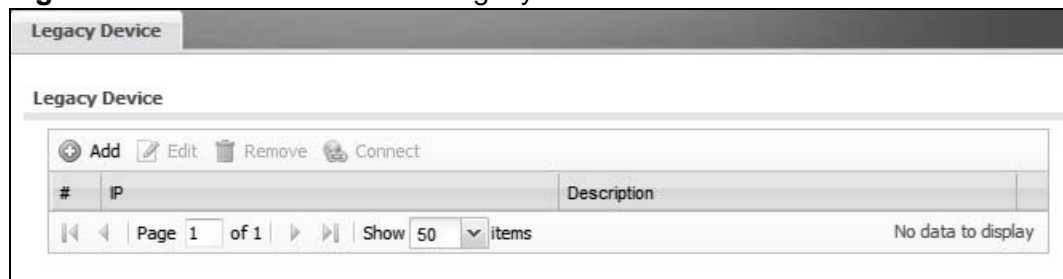 Legacy Device
Legacy Device
Add Edit Remove Connect
# IP Description
Page 1 of 1 Show 50 items No data to display